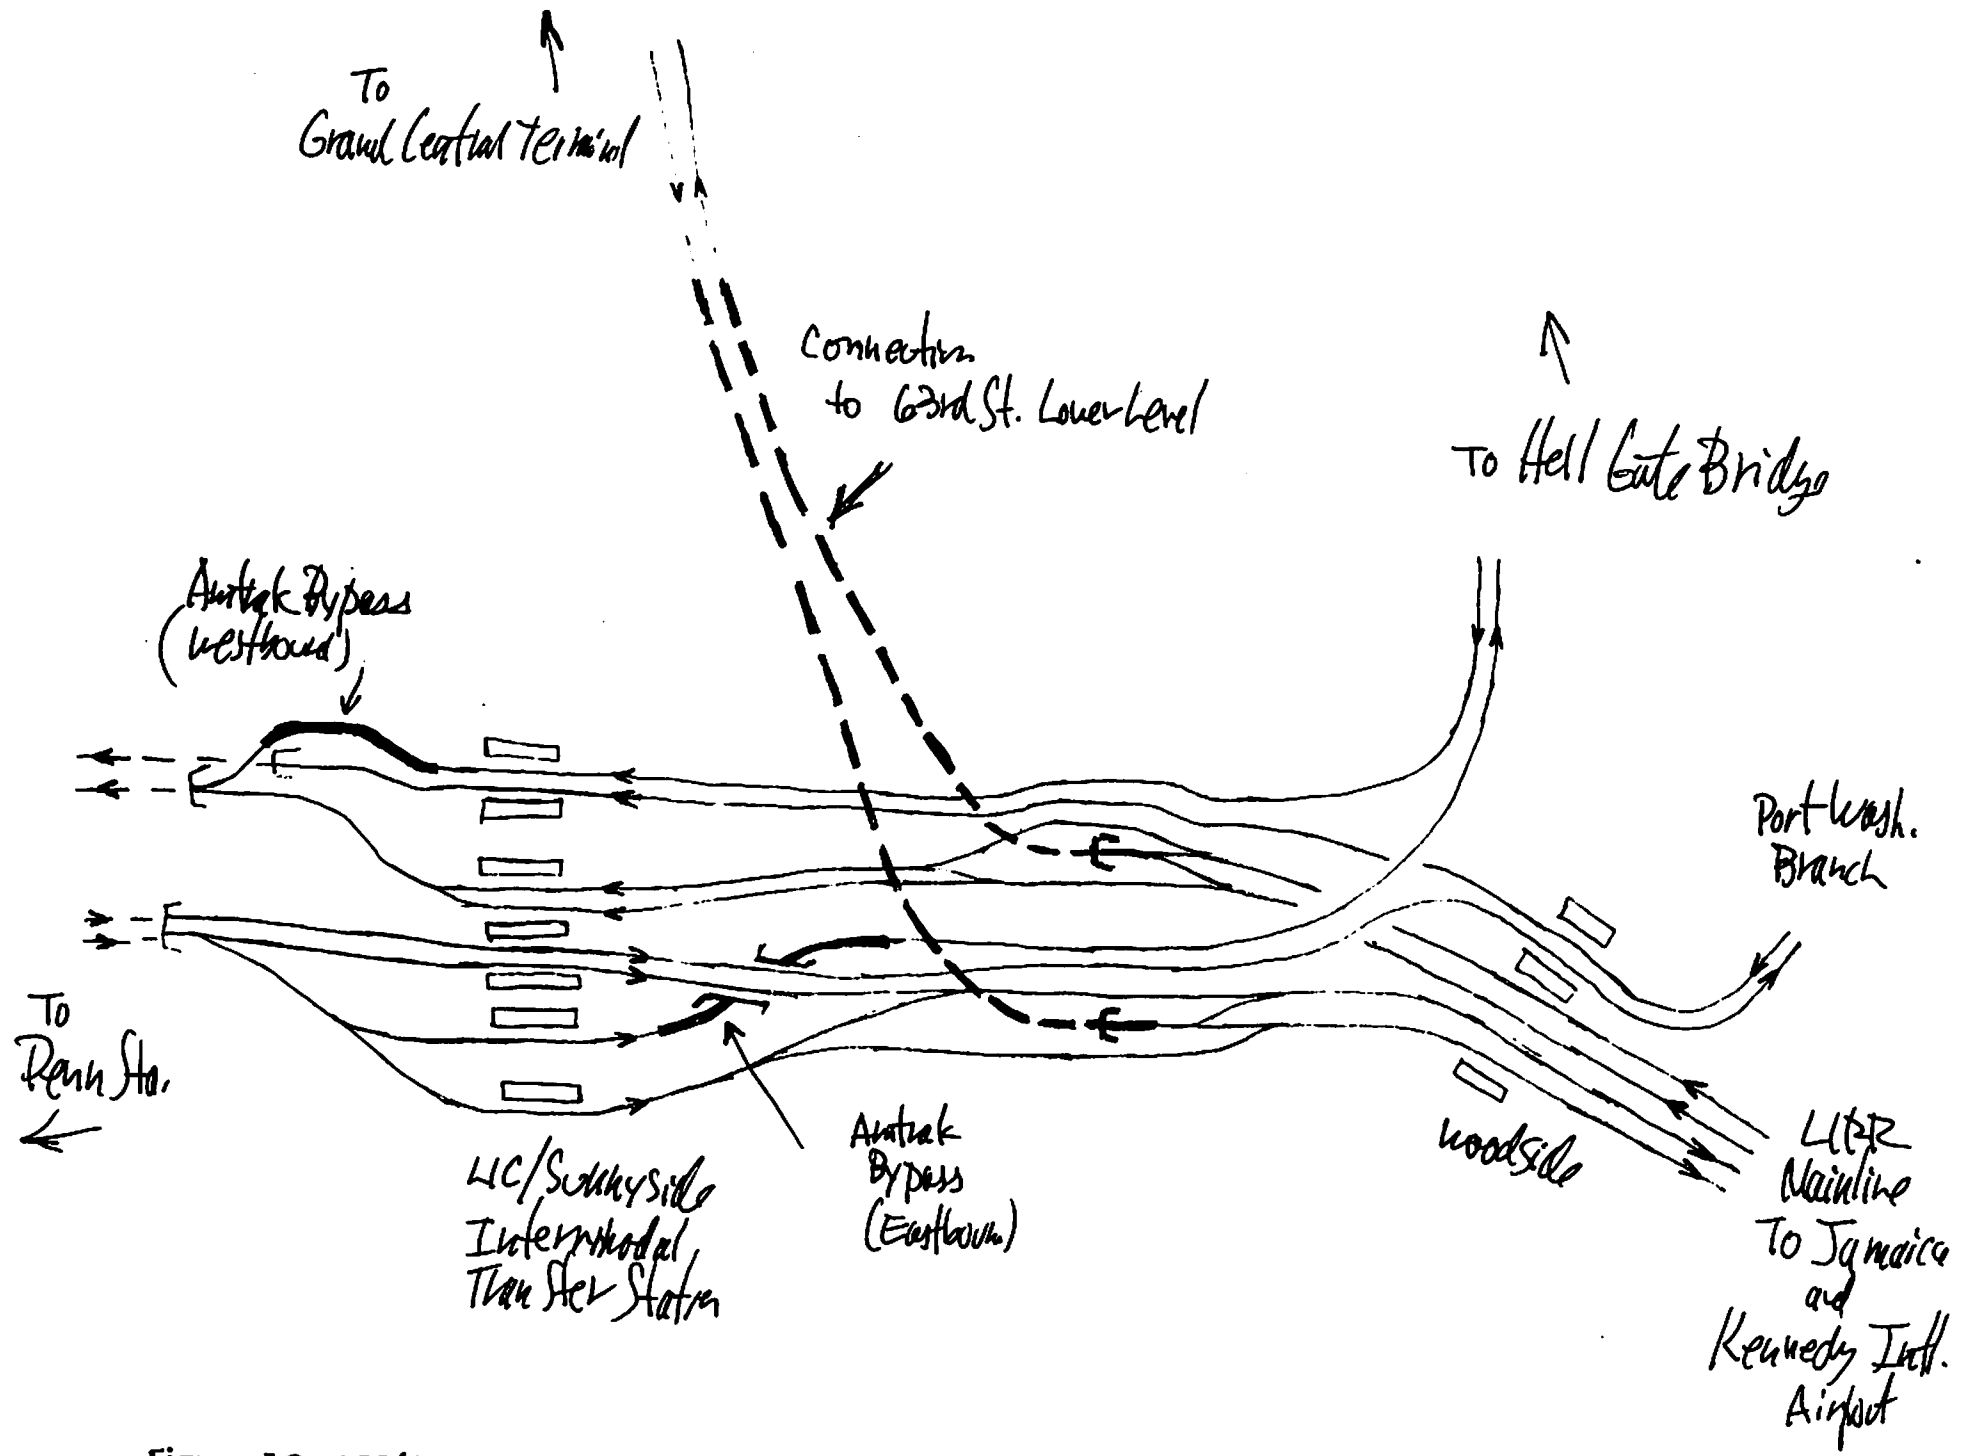 To
Grand Central Terminal
Connection
to 63rd St. Lower Level
To Hell Gate Bridge
Amtrak Bypass
(Westbound)
Port Wash.
Branch
To
Penn Sta.
LIC/Sunnyside
Intermodal
Transfer Station
Amtrak
Bypass
(Eastbound)
Woodside
LIRR
Mainline
To Jamaica
and
Kennedy Intl.
Airport